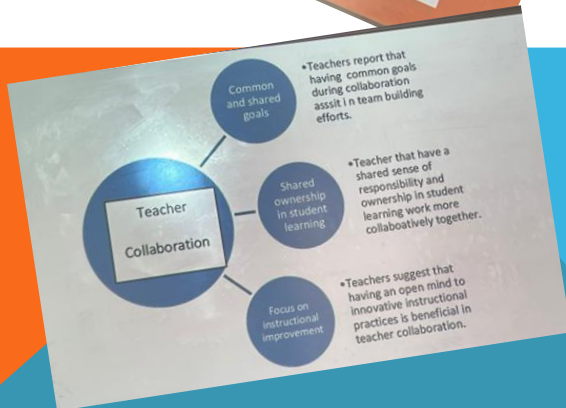 Common
and shared
goals
•Teachers report that
having common goals
during collaboration
asssit i n team building
efforts.
Teacher
Collaboration
Shared
ownership
in student
learning
•Teacher that have a
shared sense of
responsibility and
ownership in student
learning work more
collaboatively together.
Focus on
instructional
improvement
•Teachers suggest that
having an open mind to
innovative instructional
practices is beneficial in
teacher collaboration.